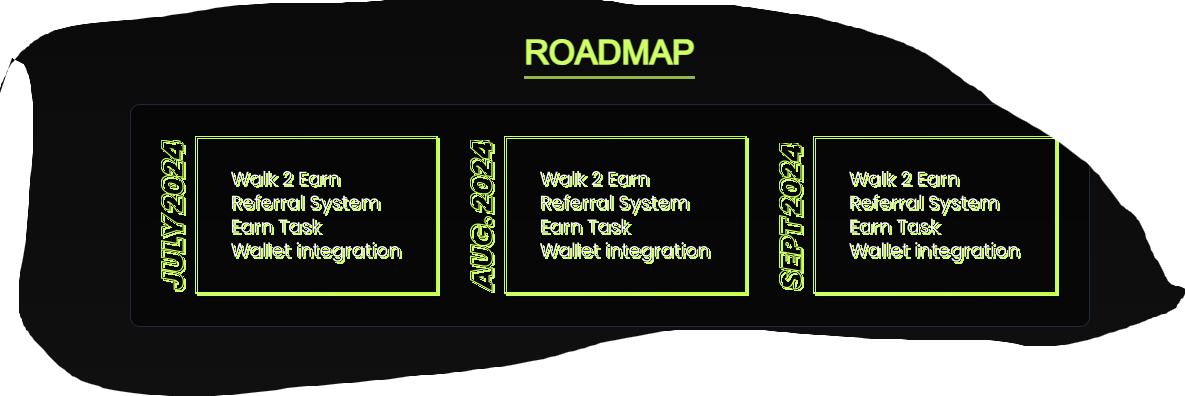 ROADMAP
JULY 2024
Walk 2 Earn
Referral System
Earn Task
Wallet integration
AUG. 2024
Walk 2 Earn
Referral System
Earn Task
Wallet integration
SEPT 2024
Walk 2 Earn
Referral System
Earn Task
Wallet integration